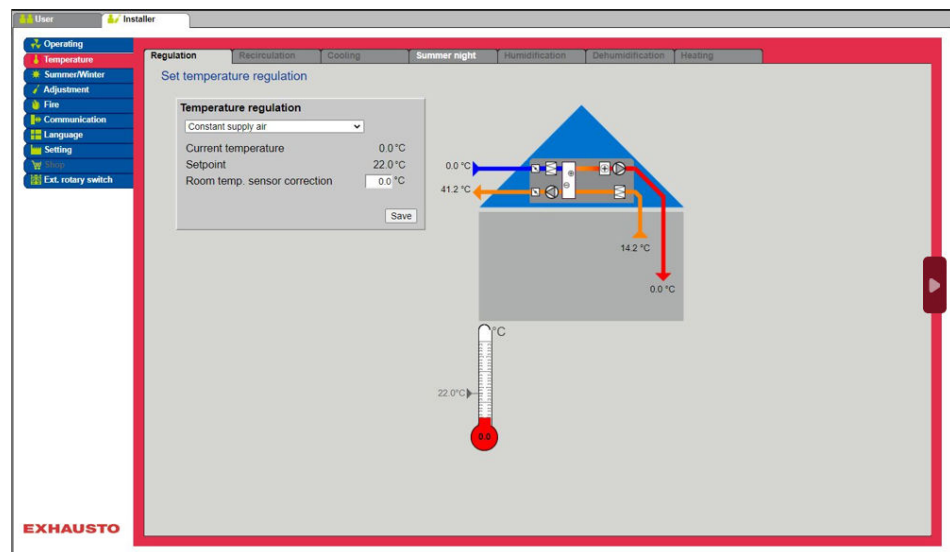 User
Installer
Operating
Temperature
Summer/Winter
Adjustment
Fire
Communication
Language
Setting
Shop
Ext. rotary switch
Regulation
Recirculation
Cooling
Summer night
Humidification
Dehumidification
Heating
Set temperature regulation
Temperature regulation
Constant supply air
Current temperature 0.0°C
Setpoint 22.0°C
Room temp. sensor correction 0.0 °C
Save
0.0 °C
41.2 °C
14.2 °C
0.0 °C
°C
22.0°C
0.0
EXHAUSTO